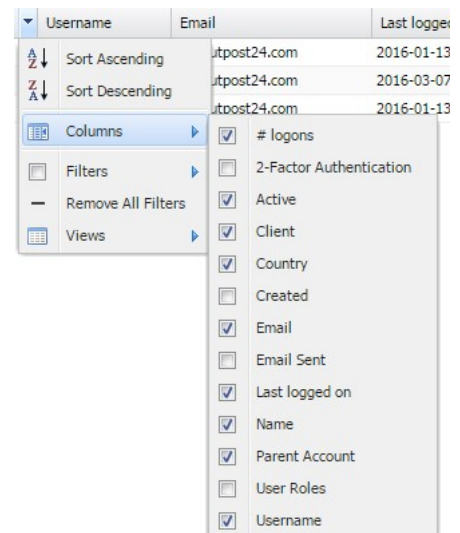 Username Email Last logged
Sort Ascending utpost24.com 2016-01-13
Sort Descending utpost24.com 2016-03-07
utpost24.com 2016-01-13
Columns
Filters
Remove All Filters
Views
# logons
2-Factor Authentication
Active
Client
Country
Created
Email
Email Sent
Last logged on
Name
Parent Account
User Roles
Username